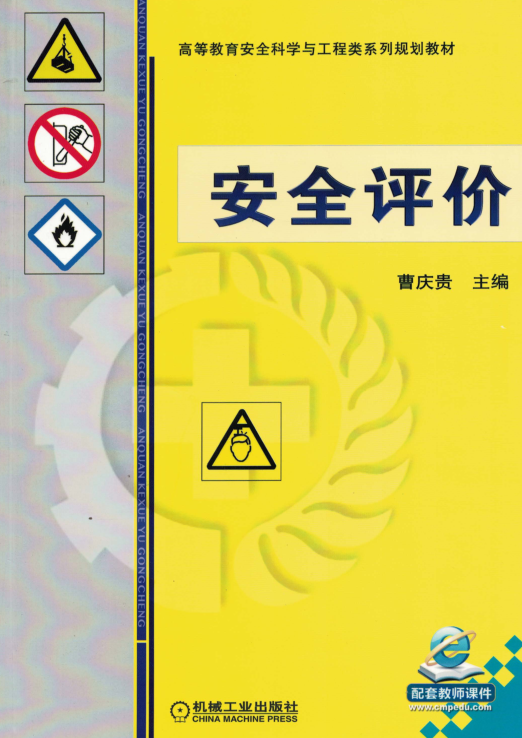 高等教育安全科学与工程类系列规划教材
安全评价
曹庆贵 主编
ANQUAN KEXUE YU GONGCHENG ANQUAN KEXUE YU GONGCHENG ANQUAN KEXUE YU GONGCHENG
配套教师课件
www.cmpedu.com
机械工业出版社
CHINA MACHINE PRESS